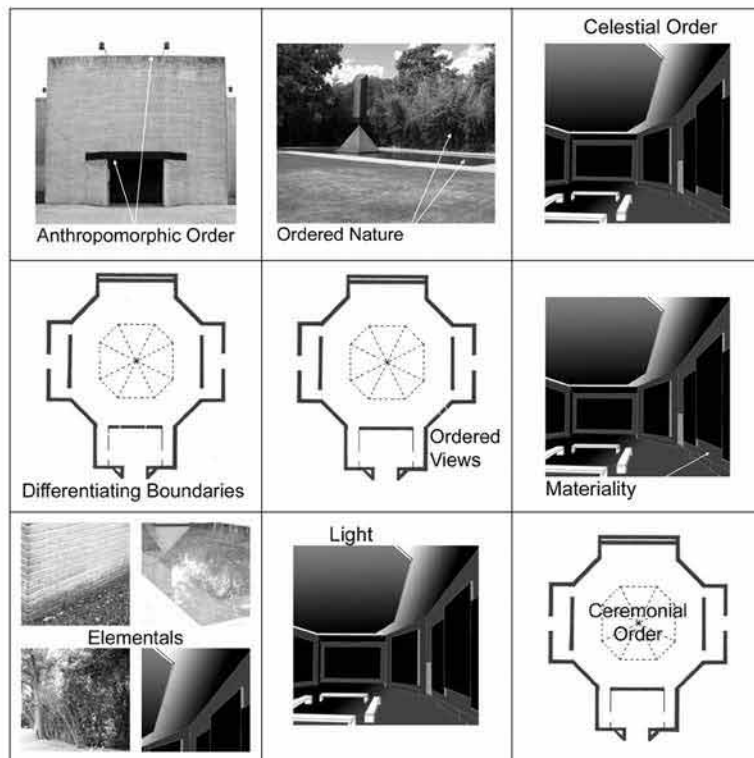 Celestial Order
Anthropomorphic Order
Ordered Nature
Differentiating Boundaries
Ordered
Views
Materiality
Elementals
Light
Ceremonial
Order